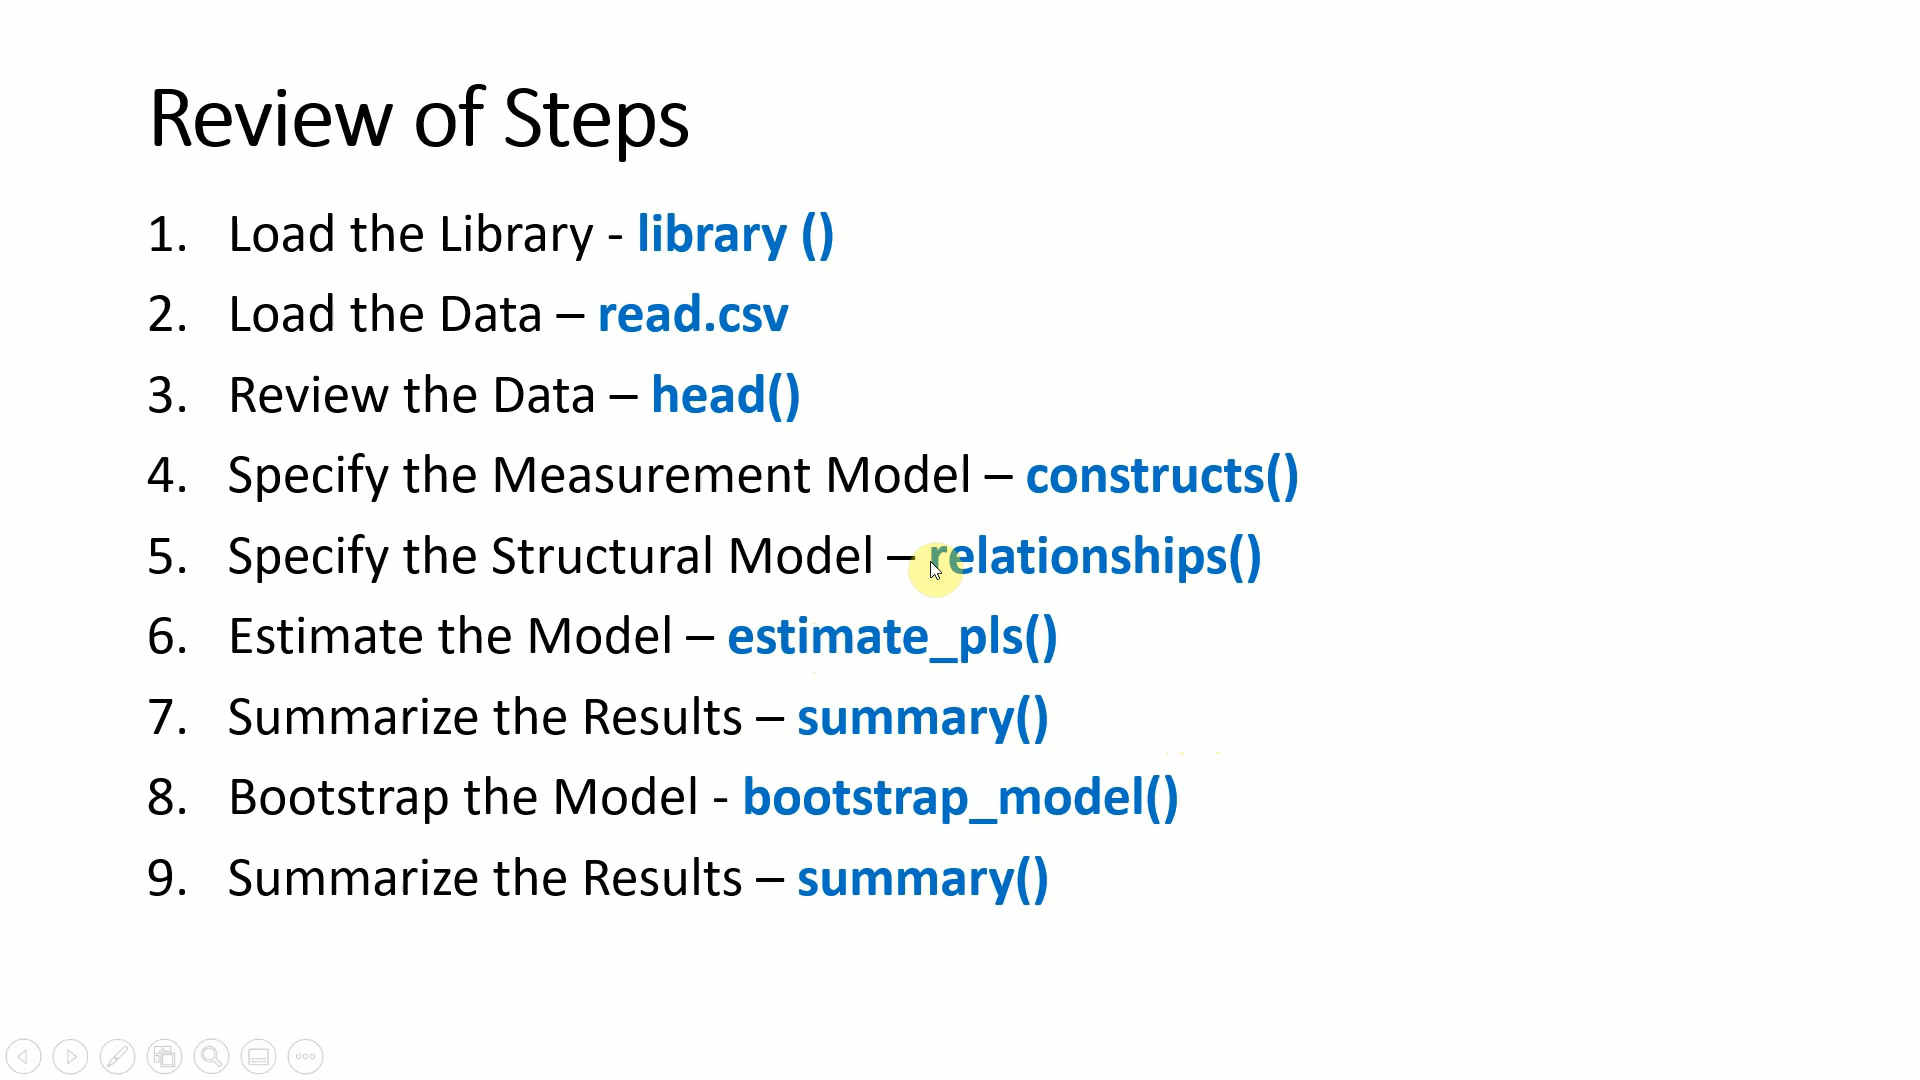 Review of Steps
1. Load the Library - library ()
2. Load the Data – read.csv
3. Review the Data – head()
4. Specify the Measurement Model – constructs()
5. Specify the Structural Model – relationships()
6. Estimate the Model – estimate_pls()
7. Summarize the Results – summary()
8. Bootstrap the Model - bootstrap_model()
9. Summarize the Results – summary()